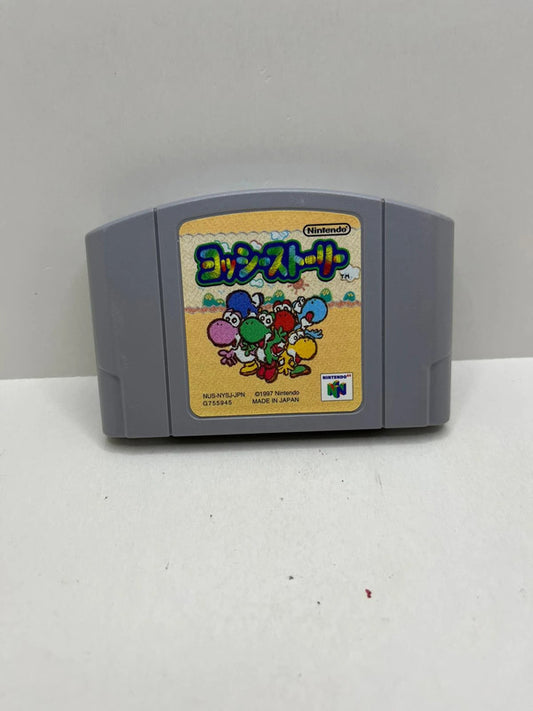 Nintendo
ヨッシーストーリー
TM
NUS-NYSJ-JPN
©1997 Nintendo
G755945
MADE IN JAPAN
NINTENDO64